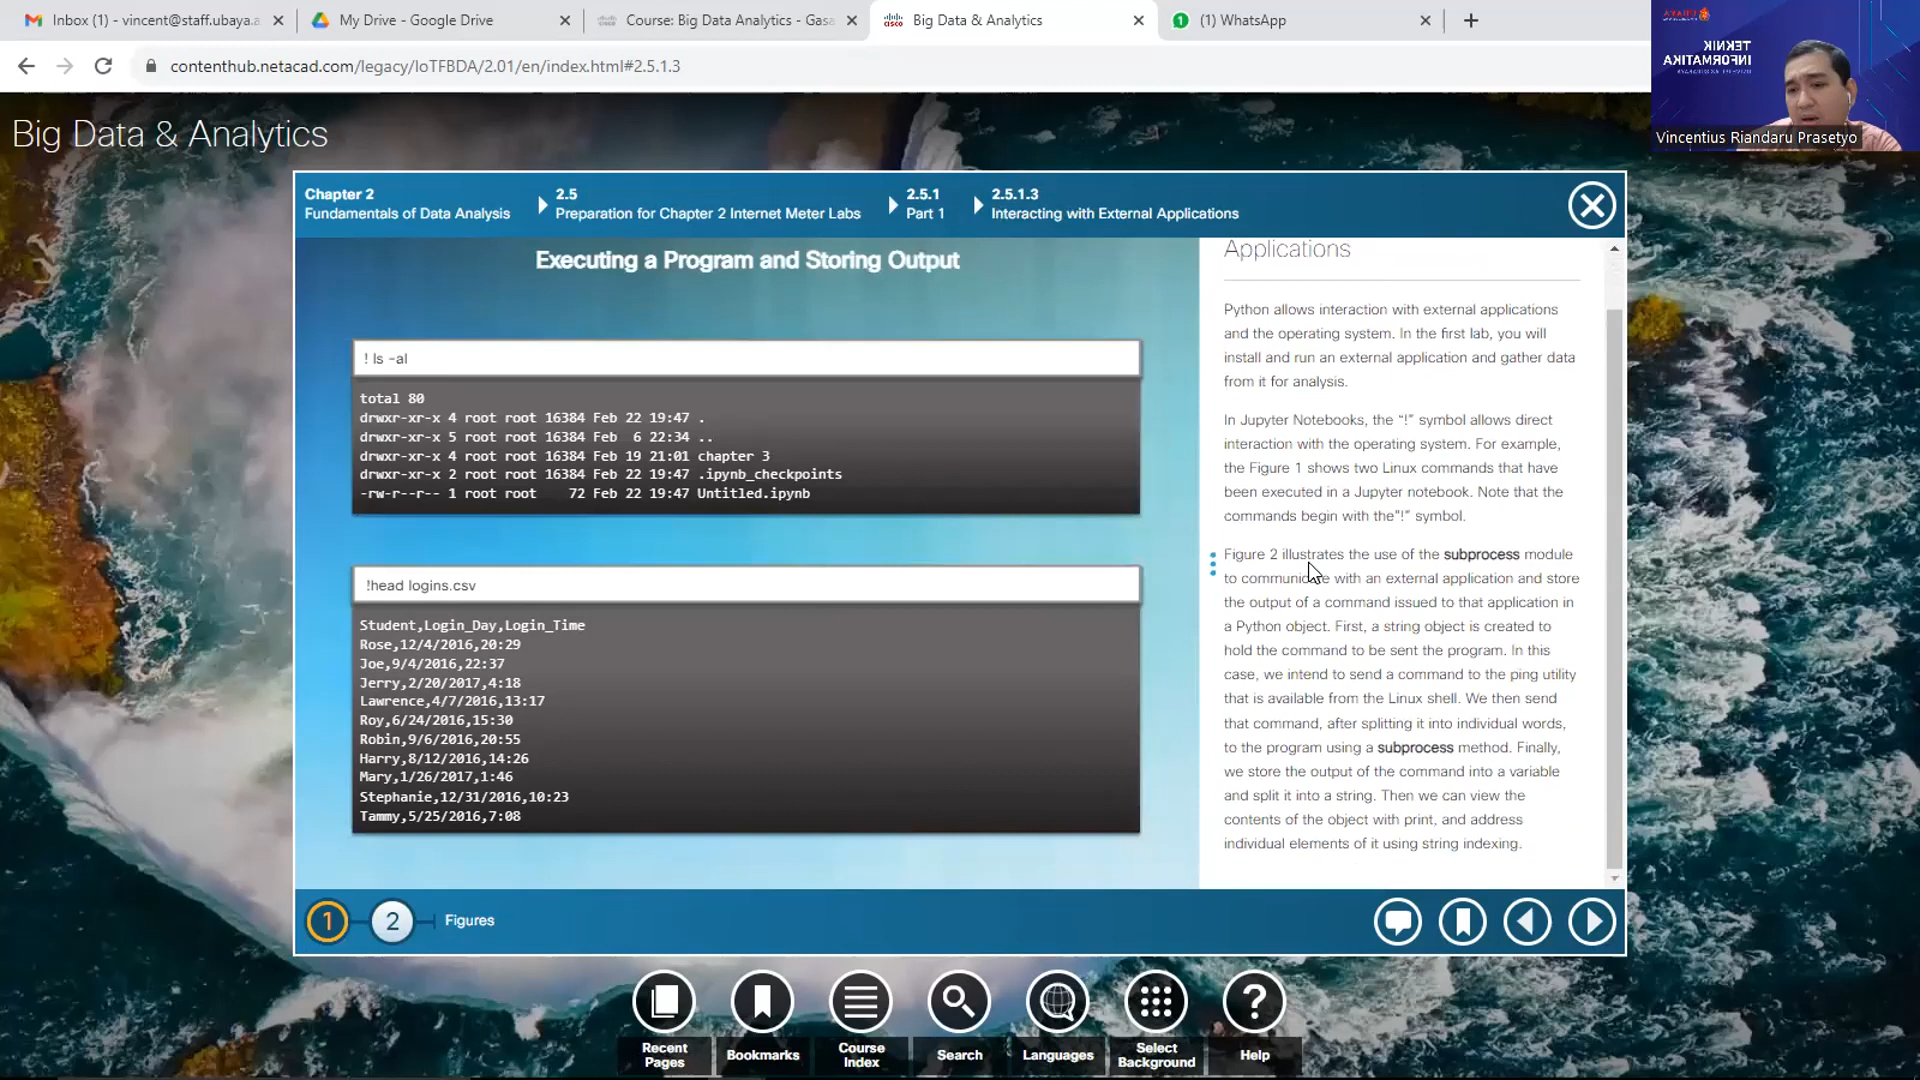 Inbox (1) - vincent@staff.ubaya.a
My Drive - Google Drive
Course: Big Data Analytics - Gasa
Big Data & Analytics
(1) WhatsApp
contenthub.netacad.com/legacy/IoTFBDA/2.01/en/index.html#2.5.1.3
TEKNIK
INFORMATIKA
Vincentius Riandaru Prasetyo
Big Data & Analytics
Chapter 2
Fundamentals of Data Analysis
2.5
Preparation for Chapter 2 Internet Meter Labs
2.5.1
Part 1
2.5.1.3
Interacting with External Applications
Executing a Program and Storing Output
! ls -al
total 80
drwxr-xr-x 4 root root 16384 Feb 22 19:47 .
drwxr-xr-x 5 root root 16384 Feb  6 22:34 ..
drwxr-xr-x 4 root root 16384 Feb 19 21:01 chapter 3
drwxr-xr-x 2 root root 16384 Feb 22 19:47 .ipynb_checkpoints
-rw-r--r-- 1 root root    72 Feb 22 19:47 Untitled.ipynb
!head logins.csv
Student,Login_Day,Login_Time
Rose,12/4/2016,20:29
Joe,9/4/2016,22:37
Jerry,2/20/2017,4:18
Lawrence,4/7/2016,13:17
Roy,6/24/2016,15:30
Robin,9/6/2016,20:55
Harry,8/12/2016,14:26
Mary,1/26/2017,1:46
Stephanie,12/31/2016,10:23
Tammy,5/25/2016,7:08
Applications
Python allows interaction with external applications
and the operating system. In the first lab, you will
install and run an external application and gather data
from it for analysis.
In Jupyter Notebooks, the “!” symbol allows direct
interaction with the operating system. For example,
the Figure 1 shows two Linux commands that have
been executed in a Jupyter notebook. Note that the
commands begin with the"!” symbol.
Figure 2 illustrates the use of the subprocess module
to communicate with an external application and store
the output of a command issued to that application in
a Python object. First, a string object is created to
hold the command to be sent the program. In this
case, we intend to send a command to the ping utility
that is available from the Linux shell. We then send
that command, after splitting it into individual words,
to the program using a subprocess method. Finally,
we store the output of the command into a variable
and split it into a string. Then we can view the
contents of the object with print, and address
individual elements of it using string indexing.
1
2
Figures
Recent
Pages
Bookmarks
Course
Index
Search
Languages
Select
Background
Help